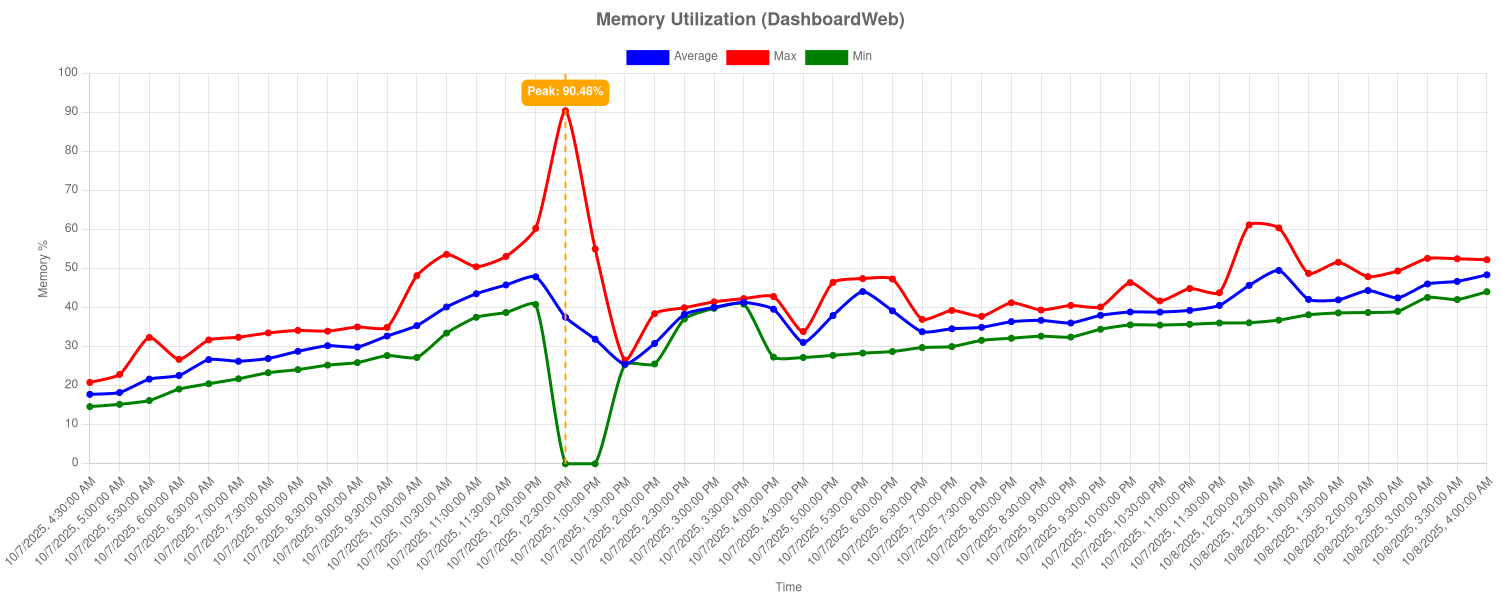 Memory Utilization (DashboardWeb)
Average Max Min
Peak: 90.48%
Memory %
100
90
80
70
60
50
40
30
20
10
0
10/7/2025, 4:30:00 AM
10/7/2025, 5:00:00 AM
10/7/2025, 5:30:00 AM
10/7/2025, 6:00:00 AM
10/7/2025, 6:30:00 AM
10/7/2025, 7:00:00 AM
10/7/2025, 7:30:00 AM
10/7/2025, 8:00:00 AM
10/7/2025, 8:30:00 AM
10/7/2025, 9:00:00 AM
10/7/2025, 9:30:00 AM
10/7/2025, 10:00:00 AM
10/7/2025, 10:30:00 AM
10/7/2025, 11:00:00 AM
10/7/2025, 11:30:00 AM
10/7/2025, 12:00:00 PM
10/7/2025, 12:30:00 PM
10/7/2025, 1:00:00 PM
10/7/2025, 1:30:00 PM
10/7/2025, 2:00:00 PM
10/7/2025, 2:30:00 PM
10/7/2025, 3:00:00 PM
10/7/2025, 3:30:00 PM
10/7/2025, 4:00:00 PM
10/7/2025, 4:30:00 PM
10/7/2025, 5:00:00 PM
10/7/2025, 5:30:00 PM
10/7/2025, 6:00:00 PM
10/7/2025, 6:30:00 PM
10/7/2025, 7:00:00 PM
10/7/2025, 7:30:00 PM
10/7/2025, 8:00:00 PM
10/7/2025, 8:30:00 PM
10/7/2025, 9:00:00 PM
10/7/2025, 9:30:00 PM
10/7/2025, 10:00:00 PM
10/7/2025, 10:30:00 PM
10/7/2025, 11:00:00 PM
10/7/2025, 11:30:00 PM
10/8/2025, 12:00:00 AM
10/8/2025, 12:30:00 AM
10/8/2025, 1:00:00 AM
10/8/2025, 1:30:00 AM
10/8/2025, 2:00:00 AM
10/8/2025, 2:30:00 AM
10/8/2025, 3:00:00 AM
10/8/2025, 3:30:00 AM
10/8/2025, 4:00:00 AM
Time